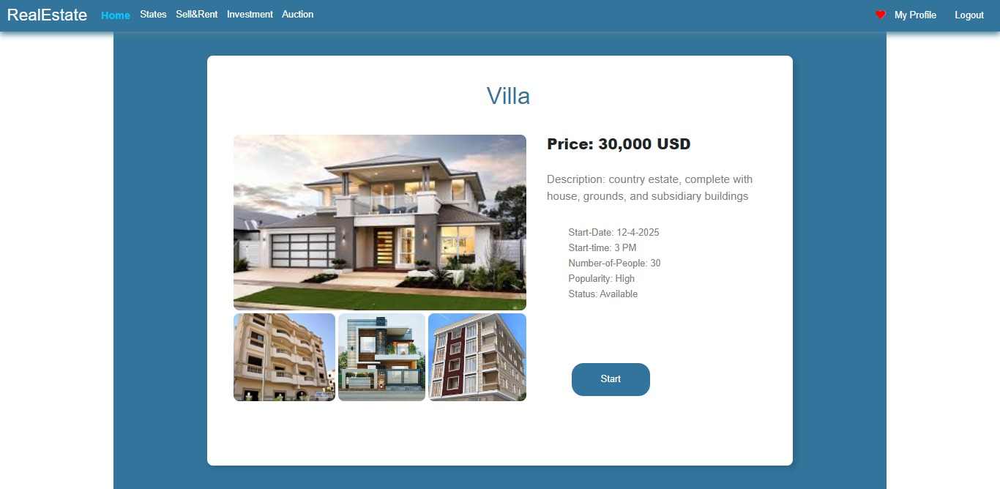 RealEstate Home States Sell&Rent Investment Auction My Profile Logout
Villa
Price: 30,000 USD
Description: country estate, complete with
house, grounds, and subsidiary buildings
Start-Date: 12-4-2025
Start-time: 3 PM
Number-of-People: 30
Popularity: High
Status: Available
Start